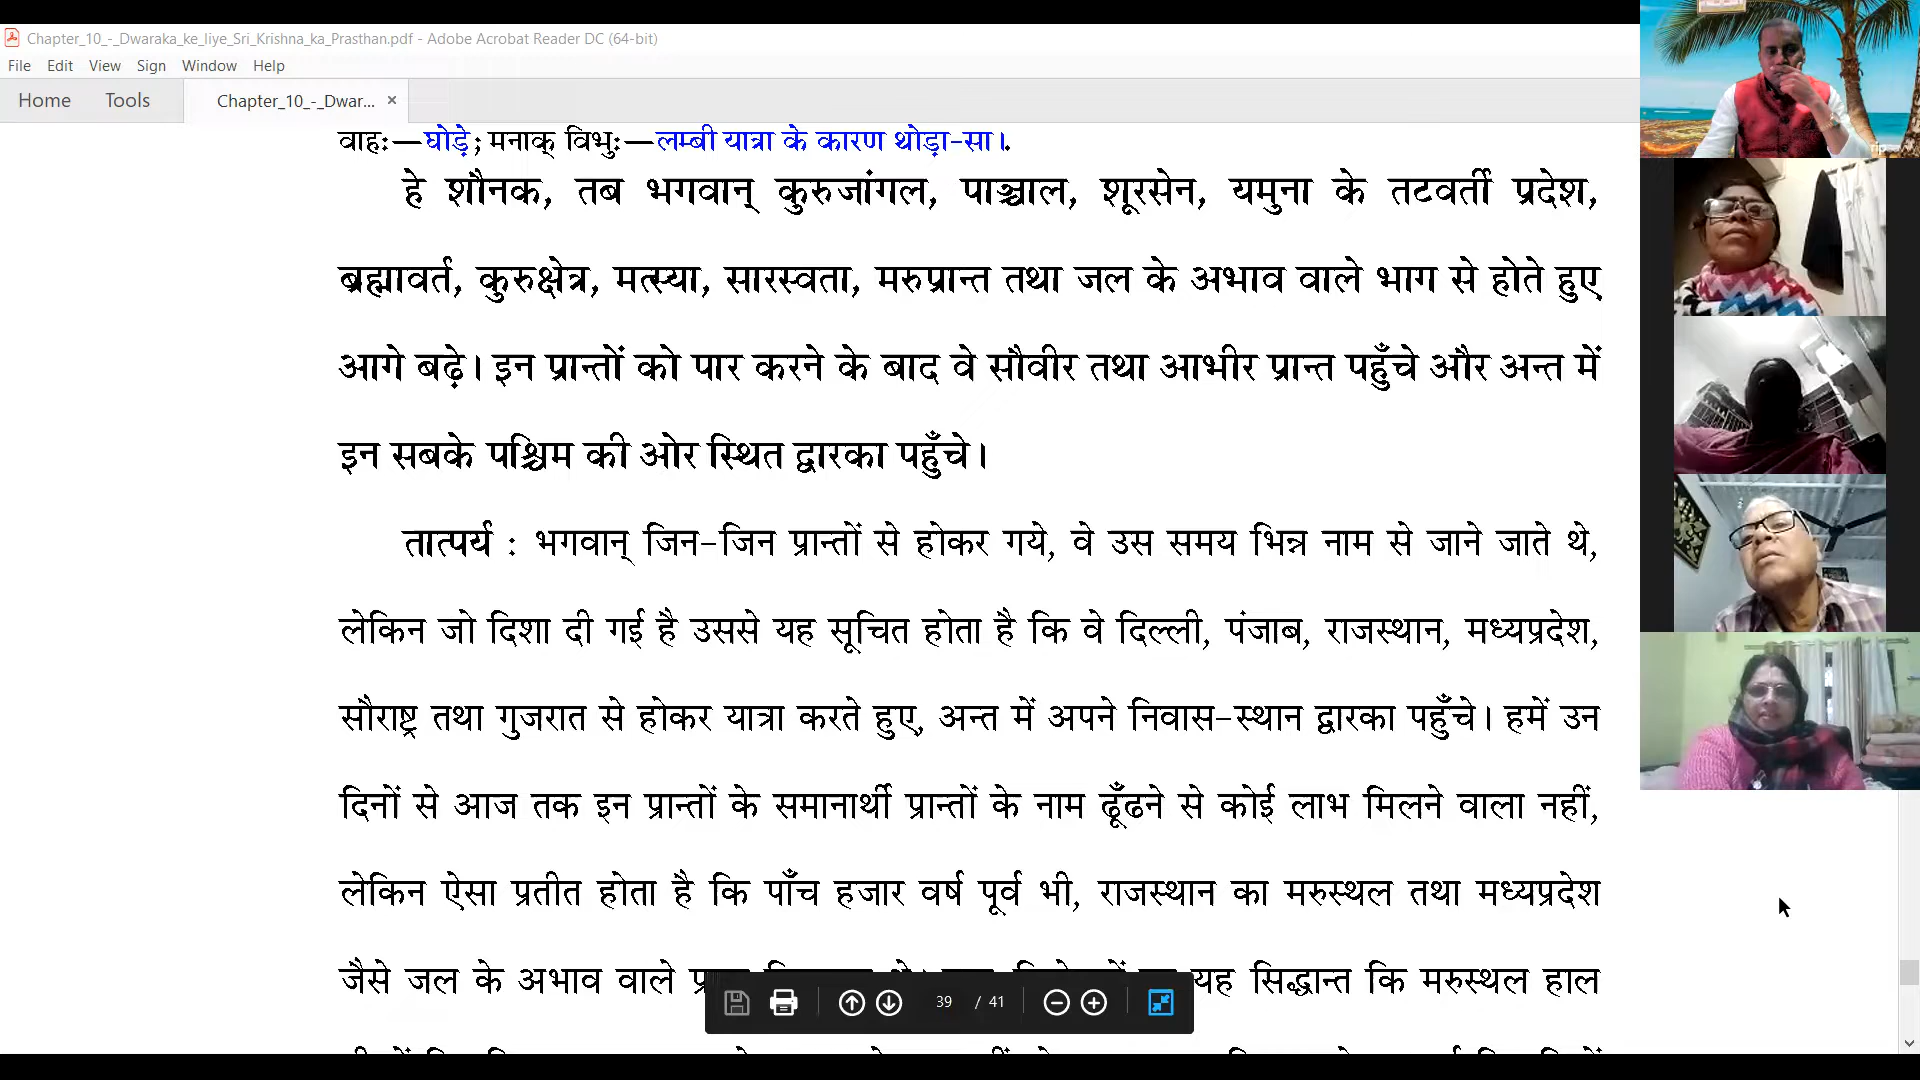 Chapter_10_-_Dwaraka_ke_liye_Sri_Krishna_ka_Prasthan.pdf - Adobe Acrobat Reader DC (64-bit)
File Edit View Sign Window Help
Home Tools Chapter_10_-_Dwar... ×
वाहः—घोड़े; मनाक् विभुः—लम्बी यात्रा के कारण थोड़ा-सा।.
हे शौनक, तब भगवान् कुरुजांगल, पाञ्चाल, शूरसेन, यमुना के तटवर्ती प्रदेश,
ब्रह्मावर्त, कुरुक्षेत्र, मत्स्या, सारस्वता, मरुप्रान्त तथा जल के अभाव वाले भाग से होते हुए
आगे बढ़े। इन प्रान्तों को पार करने के बाद वे सौवीर तथा आभीर प्रान्त पहुँचे और अन्त में
इन सबके पश्चिम की ओर स्थित द्वारका पहुँचे।
तात्पर्य : भगवान् जिन-जिन प्रान्तों से होकर गये, वे उस समय भिन्न नाम से जाने जाते थे,
लेकिन जो दिशा दी गई है उससे यह सूचित होता है कि वे दिल्ली, पंजाब, राजस्थान, मध्यप्रदेश,
सौराष्ट्र तथा गुजरात से होकर यात्रा करते हुए, अन्त में अपने निवास-स्थान द्वारका पहुँचे। हमें उन
दिनों से आज तक इन प्रान्तों के समानार्थी प्रान्तों के नाम ढूँढने से कोई लाभ मिलने वाला नहीं,
लेकिन ऐसा प्रतीत होता है कि पाँच हजार वर्ष पूर्व भी, राजस्थान का मरुस्थल तथा मध्यप्रदेश
जैसे जल के अभाव वाले यह सिद्धान्त कि मरुस्थल हाल
39 / 41